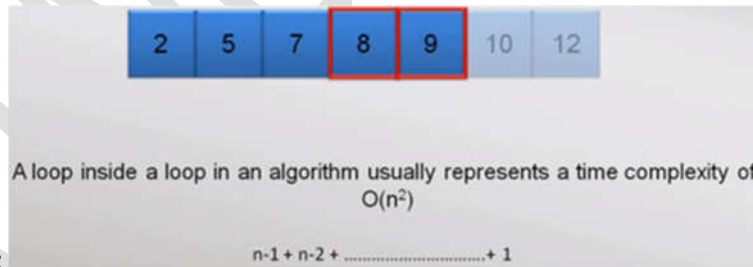 2 5 7 8 9 10 12
A loop inside a loop in an algorithm usually represents a time complexity of
O(n²)
n-1 + n-2 + ..............................+ 1